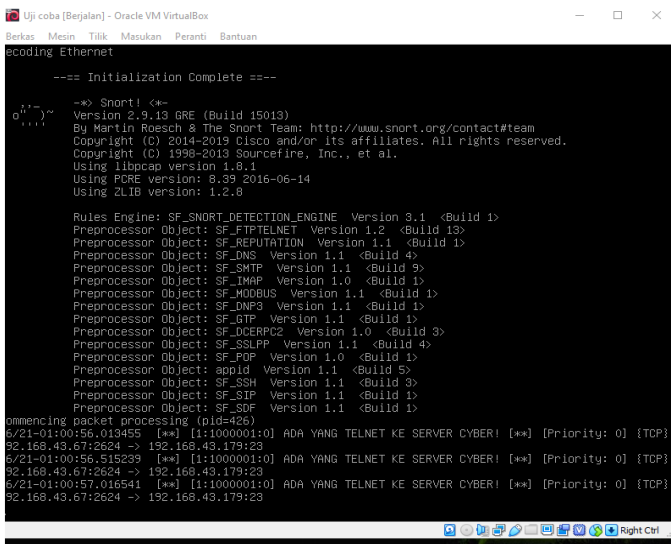 Uji coba [Berjalan] - Oracle VM VirtualBox
Berkas Mesin Tilik Masukan Peranti Bantuan
ecoding Ethernet
--== Initialization Complete ==--
,,_ -*> Snort! <*-
o"  )~ Version 2.9.13 GRE (Build 15013)
'''' By Martin Roesch & The Snort Team: http://www.snort.org/contact#team
Copyright (C) 2014-2019 Cisco and/or its affiliates. All rights reserved.
Copyright (C) 1998-2013 Sourcefire, Inc., et al.
Using libpcap version 1.8.1
Using PCRE version: 8.39 2016-06-14
Using ZLIB version: 1.2.8
Rules Engine: SF_SNORT_DETECTION_ENGINE Version 3.1 <Build 1>
Preprocessor Object: SF_FTPTELNET Version 1.2 <Build 13>
Preprocessor Object: SF_REPUTATION Version 1.1 <Build 1>
Preprocessor Object: SF_DNS Version 1.1 <Build 4>
Preprocessor Object: SF_SMTP Version 1.1 <Build 9>
Preprocessor Object: SF_IMAP Version 1.0 <Build 1>
Preprocessor Object: SF_MODBUS Version 1.1 <Build 1>
Preprocessor Object: SF_DNP3 Version 1.1 <Build 1>
Preprocessor Object: SF_GTP Version 1.1 <Build 1>
Preprocessor Object: SF_DCERPC2 Version 1.0 <Build 3>
Preprocessor Object: SF_SSLPP Version 1.1 <Build 4>
Preprocessor Object: SF_POP Version 1.0 <Build 1>
Preprocessor Object: appid Version 1.1 <Build 5>
Preprocessor Object: SF_SSH Version 1.1 <Build 3>
Preprocessor Object: SF_SIP Version 1.1 <Build 1>
Preprocessor Object: SF_SDF Version 1.1 <Build 1>
ommencing packet processing (pid=426)
6/21-01:00:56.013455 [**] [1:1000001:0] ADA YANG TELNET KE SERVER CYBER! [**] [Priority: 0] {TCP}
92.168.43.67:2624 -> 192.168.43.179:23
6/21-01:00:56.515239 [**] [1:1000001:0] ADA YANG TELNET KE SERVER CYBER! [**] [Priority: 0] {TCP}
92.168.43.67:2624 -> 192.168.43.179:23
6/21-01:00:57.016541 [**] [1:1000001:0] ADA YANG TELNET KE SERVER CYBER! [**] [Priority: 0] {TCP}
92.168.43.67:2624 -> 192.168.43.179:23
Right Ctrl